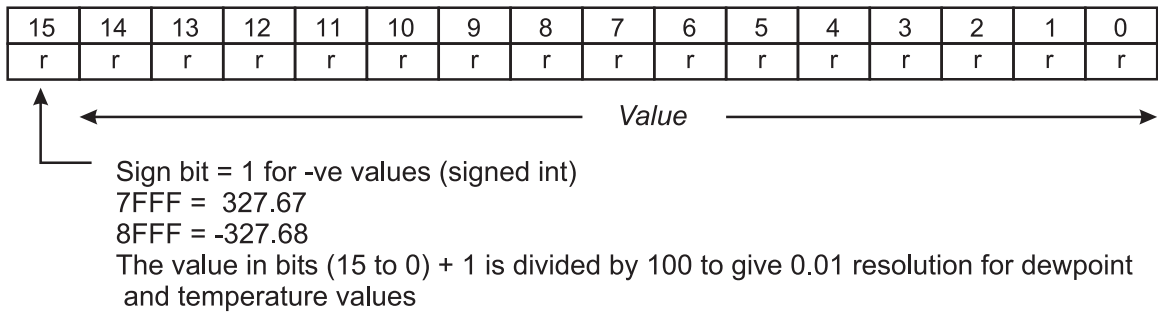 15 14 13 12 11 10 9 8 7 6 5 4 3 2 1 0
r r r r r r r r r r r r r r r r
Value
Sign bit = 1 for -ve values (signed int)
7FFF = 327.67
8FFF = -327.68
The value in bits (15 to 0) + 1 is divided by 100 to give 0.01 resolution for dewpoint
and temperature values